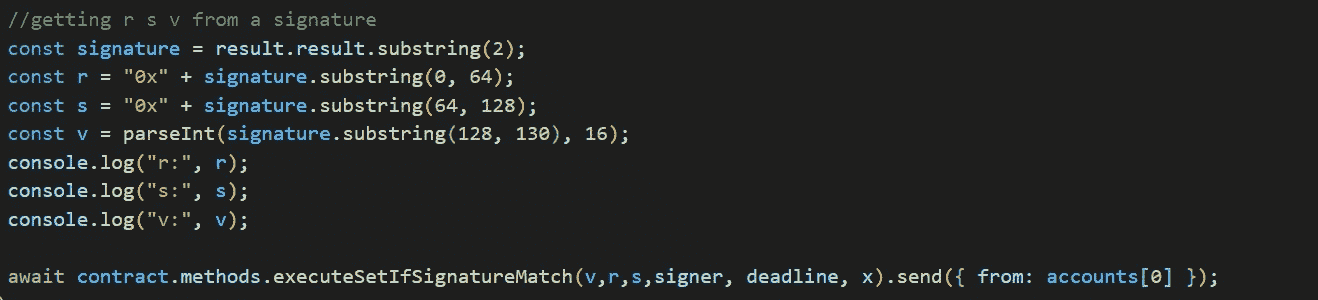 //getting r s v from a signature
const signature = result.result.substring(2);
const r = "0x" + signature.substring(0, 64);
const s = "0x" + signature.substring(64, 128);
const v = parseInt(signature.substring(128, 130), 16);
console.log("r:", r);
console.log("s:", s);
console.log("v:", v);
await contract.methods.executeSetIfSignatureMatch(v,r,s,signer, deadline, x).send({ from: accounts[0] });